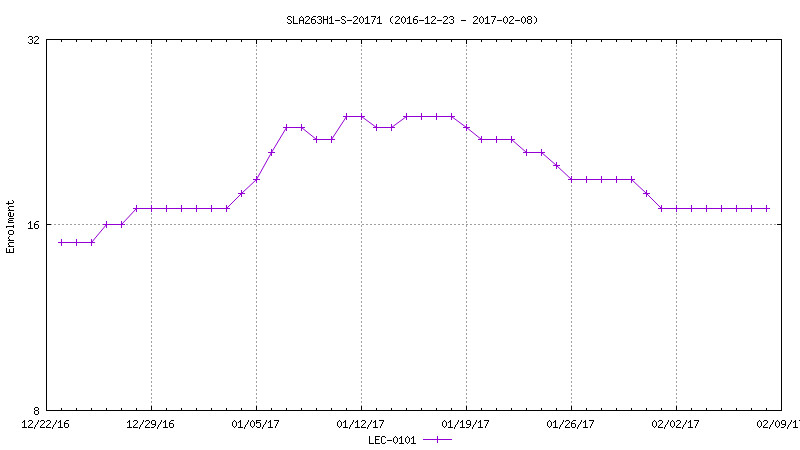 SLA263H1-S-20171 (2016-12-23 - 2017-02-08)
32
Enrolment
16
8
12/22/16 12/29/16 01/05/17 01/12/17 01/19/17 01/26/17 02/02/17 02/09/1
LEC-0101